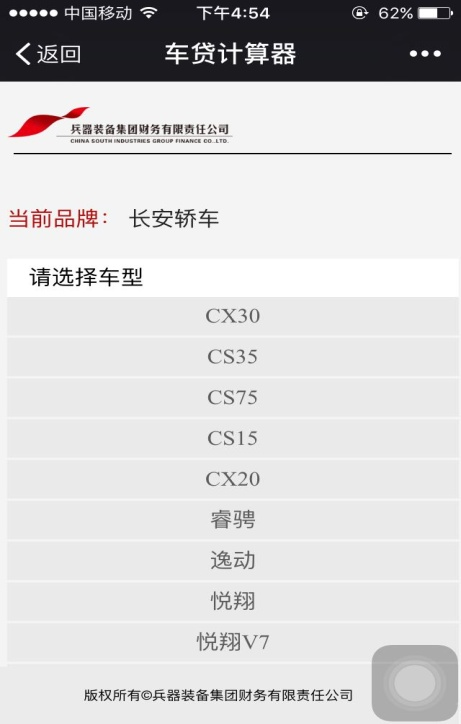 中国移动 下午4:54 62%
返回 车贷计算器
兵器装备集团财务有限责任公司
CHINA SOUTH INDUSTRIES GROUP FINANCE CO.,LTD.
当前品牌： 长安轿车
请选择车型
CX30
CS35
CS75
CS15
CX20
睿骋
逸动
悦翔
悦翔V7
版权所有©兵器装备集团财务有限责任公司